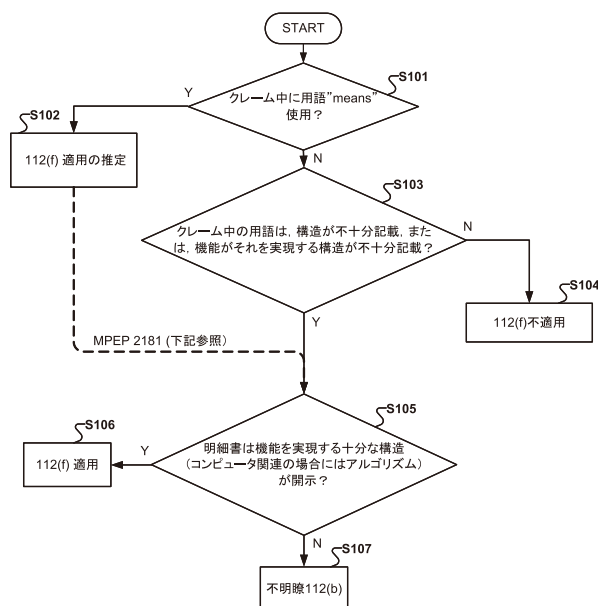 START
S101
クレーム中に用語”means”
使用？
Y
N
S102
112(f) 適用の推定
S103
クレーム中の用語は，構造が不十分記載，また
は，機能がそれを実現する構造が不十分記載？
N
Y
S104
112(f)不適用
MPEP 2181 (下記参照)
S105
明細書は機能を実現する十分な構造
（コンピュータ関連の場合にはアルゴリズム）
が開示？
Y
N
S106
112(f) 適用
S107
不明瞭112(b)